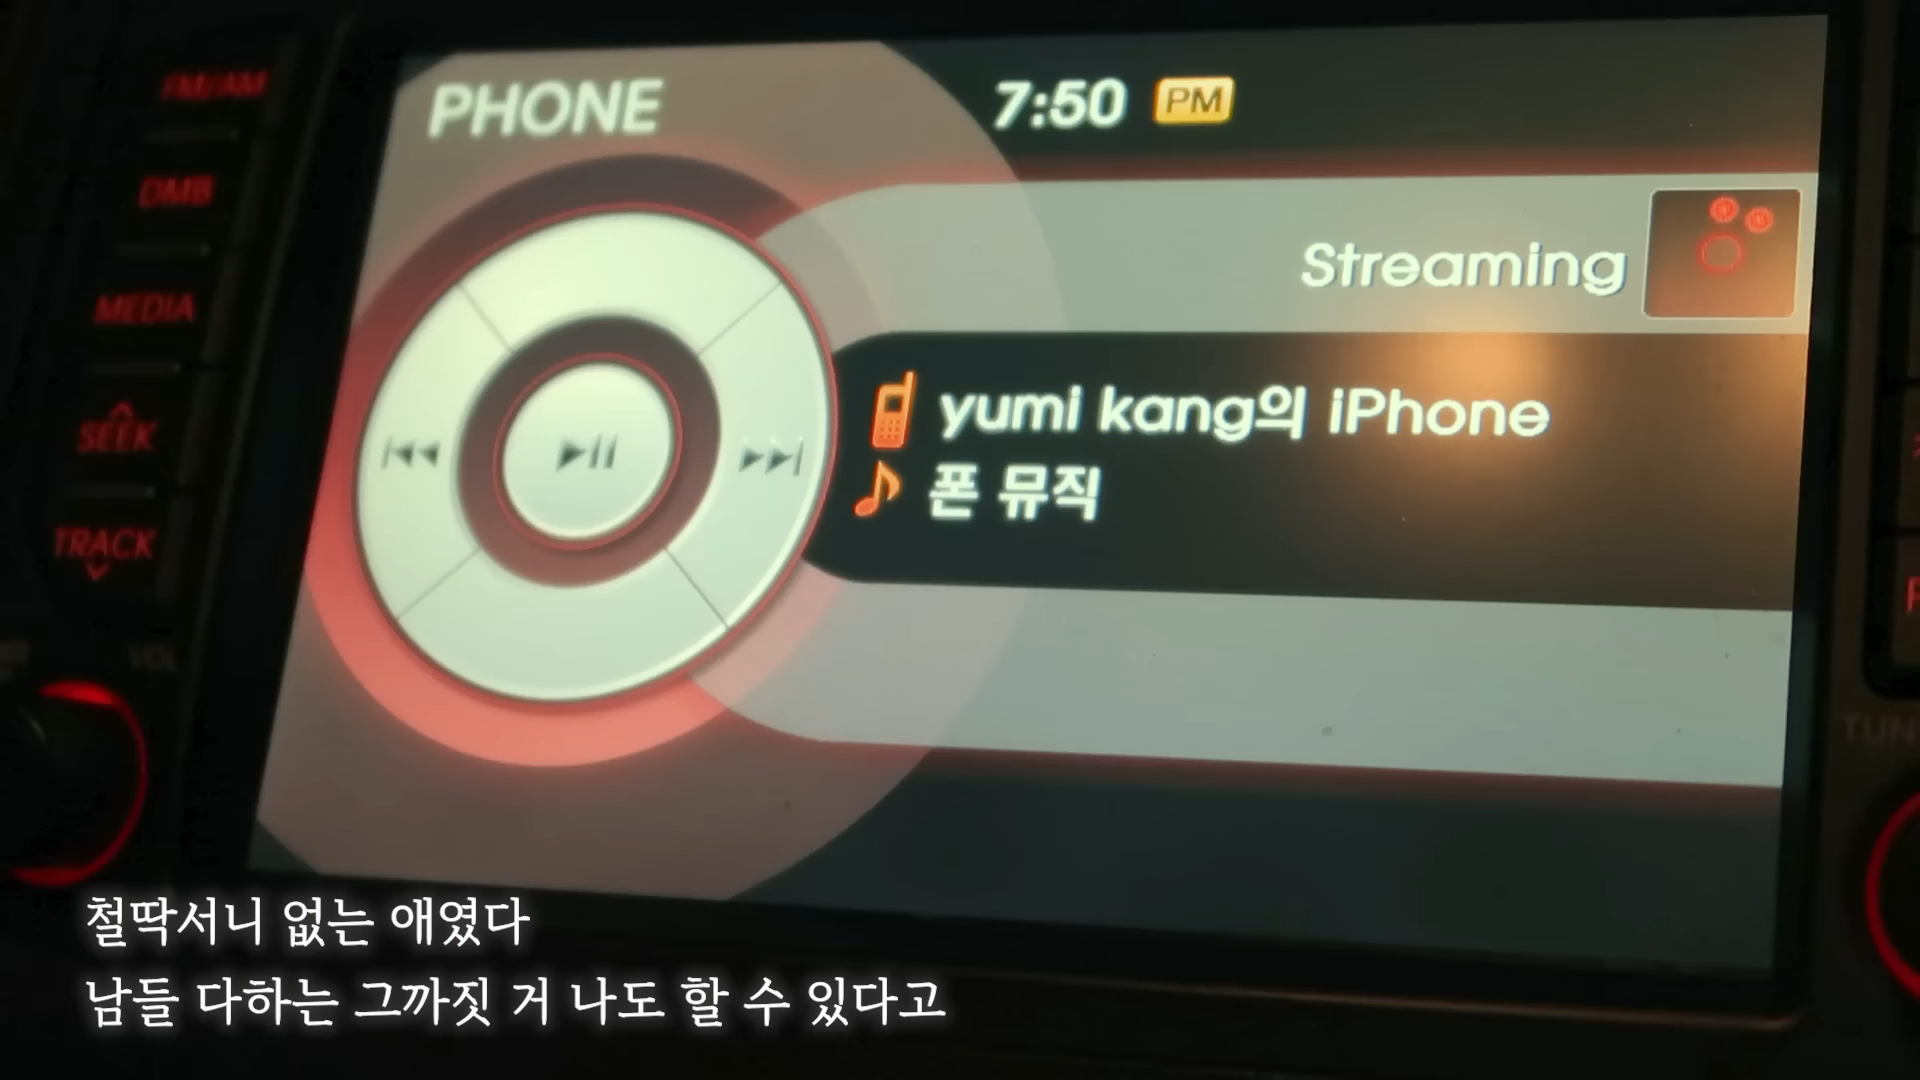 PHONE
7:50 PM
Streaming
yumi kang의 iPhone
폰 뮤직
FM/AM
DMB
MEDIA
SEEK
TRACK
VOL
철딱서니 없는 애였다
남들 다하는 그까짓 거 나도 할 수 있다고